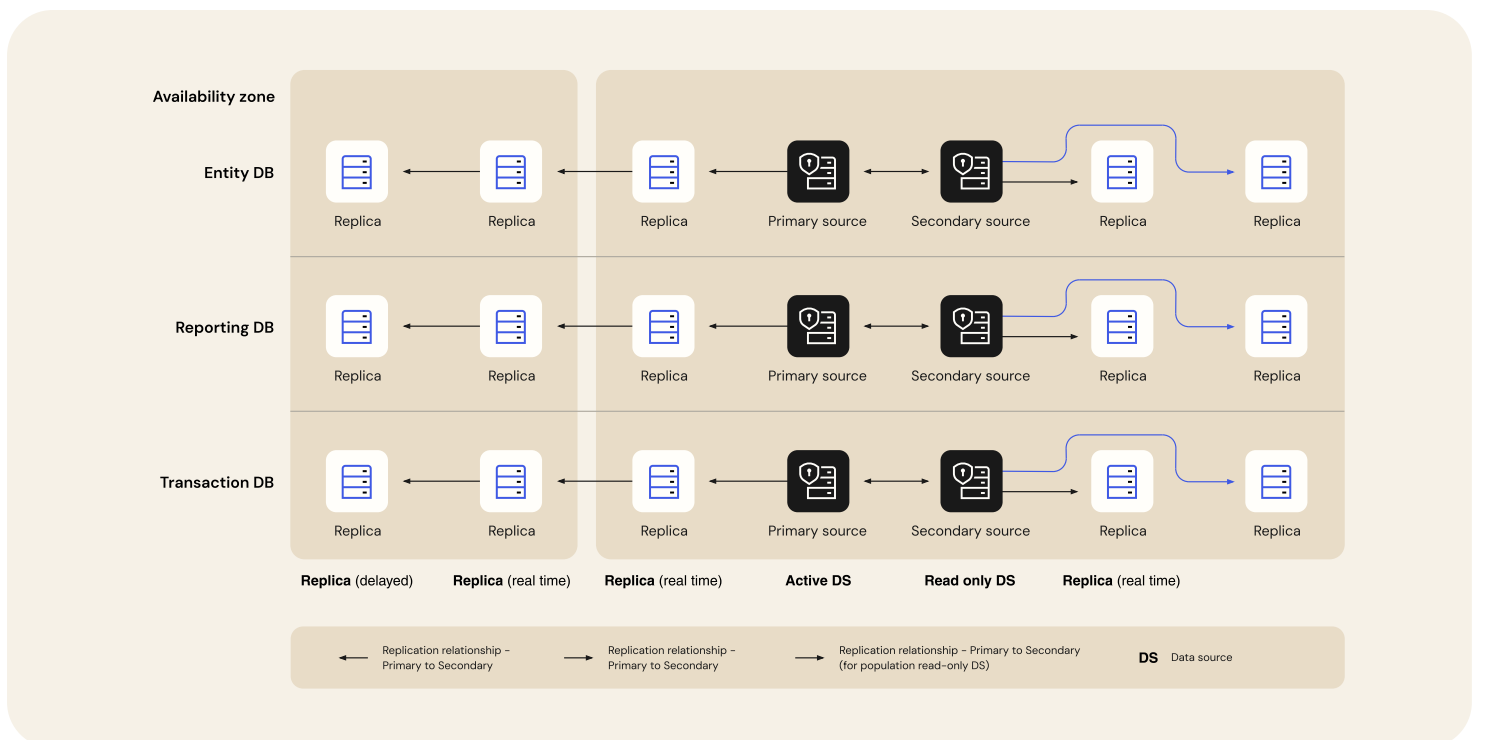 Availability zone
Entity DB
Replica
Replica
Replica
Primary source
Secondary source
Replica
Replica
Reporting DB
Replica
Replica
Replica
Primary source
Secondary source
Replica
Replica
Transaction DB
Replica
Replica
Replica
Primary source
Secondary source
Replica
Replica
Replica (delayed)
Replica (real time)
Replica (real time)
Active DS
Read only DS
Replica (real time)
Replication relationship –
Primary to Secondary
Replication relationship –
Primary to Secondary
Replication relationship – Primary to Secondary
(for population read-only DS)
DS Data source